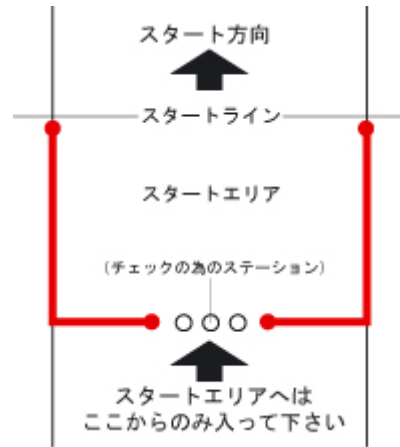 スタート方向
スタートライン
スタートエリア
(チェックの為のステーション)
スタートエリアへは
ここからのみ入って下さい